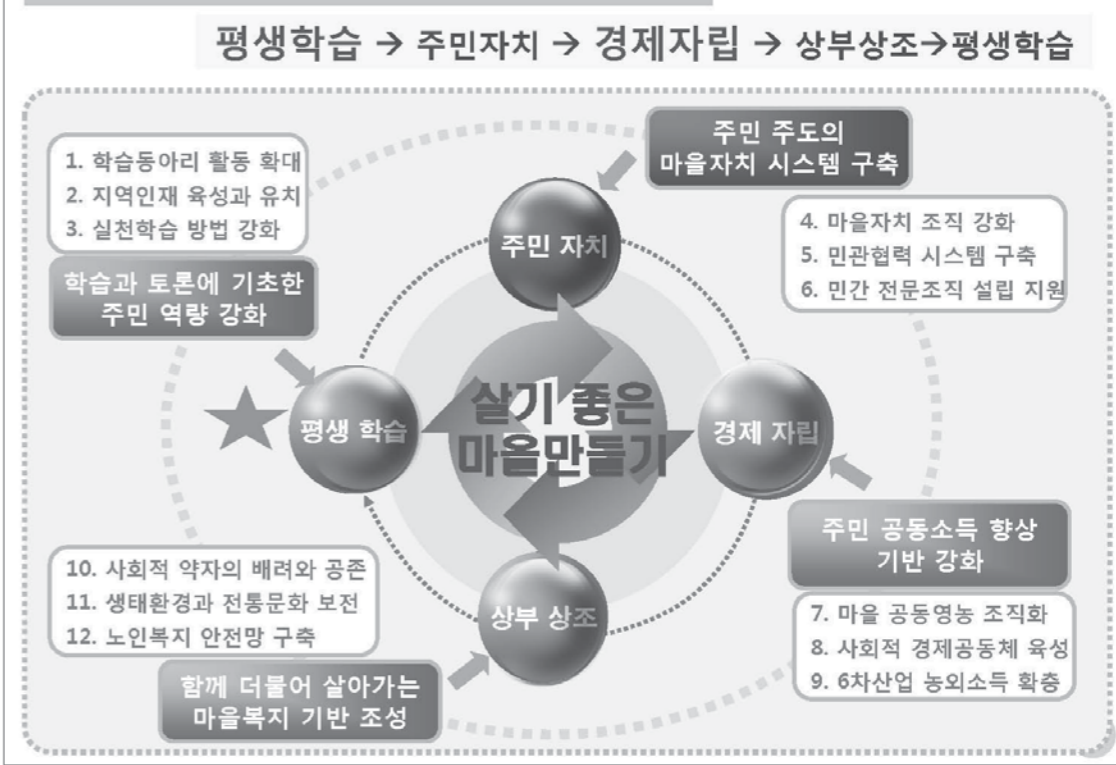 평생학습 → 주민자치 → 경제자립 → 상부상조→평생학습
주민 주도의
마을자치 시스템 구축
1. 학습동아리 활동 확대
2. 지역인재 육성과 유치
3. 실천학습 방법 강화
학습과 토론에 기초한
주민 역량 강화
주민 자치
4. 마을자치 조직 강화
5. 민관협력 시스템 구축
6. 민간 전문조직 설립 지원
살기 좋은
마을만들기
평생 학습
경제 자립
주민 공동소득 향상
기반 강화
7. 마을 공동영농 조직화
8. 사회적 경제공동체 육성
9. 6차산업 농외소득 확충
상부 상조
10. 사회적 약자의 배려와 공존
11. 생태환경과 전통문화 보전
12. 노인복지 안전망 구축
함께 더불어 살아가는
마을복지 기반 조성